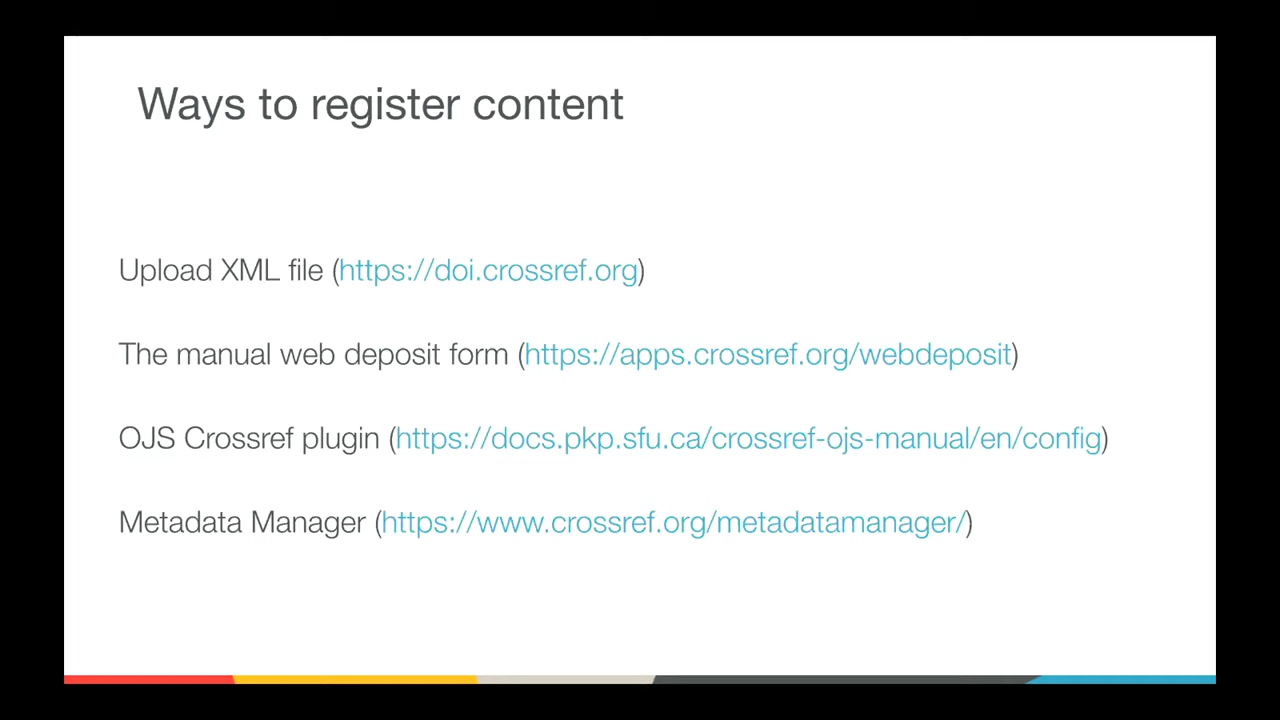 Ways to register content
Upload XML file (https://doi.crossref.org)
The manual web deposit form (https://apps.crossref.org/webdeposit)
OJS Crossref plugin (https://docs.pkp.sfu.ca/crossref-ojs-manual/en/config)
Metadata Manager (https://www.crossref.org/metadatamanager/)